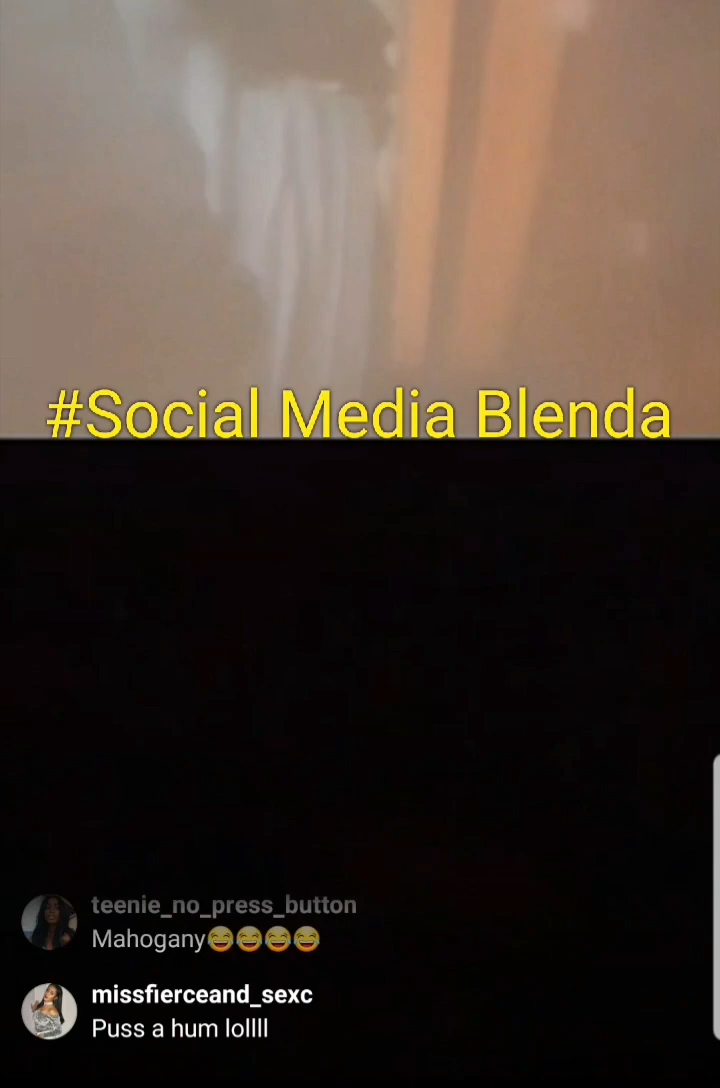 #Social Media Blenda
teenie_no_press_button
Mahogany😂😂😂😂
missfierceand_sexc
Puss a hum lollll